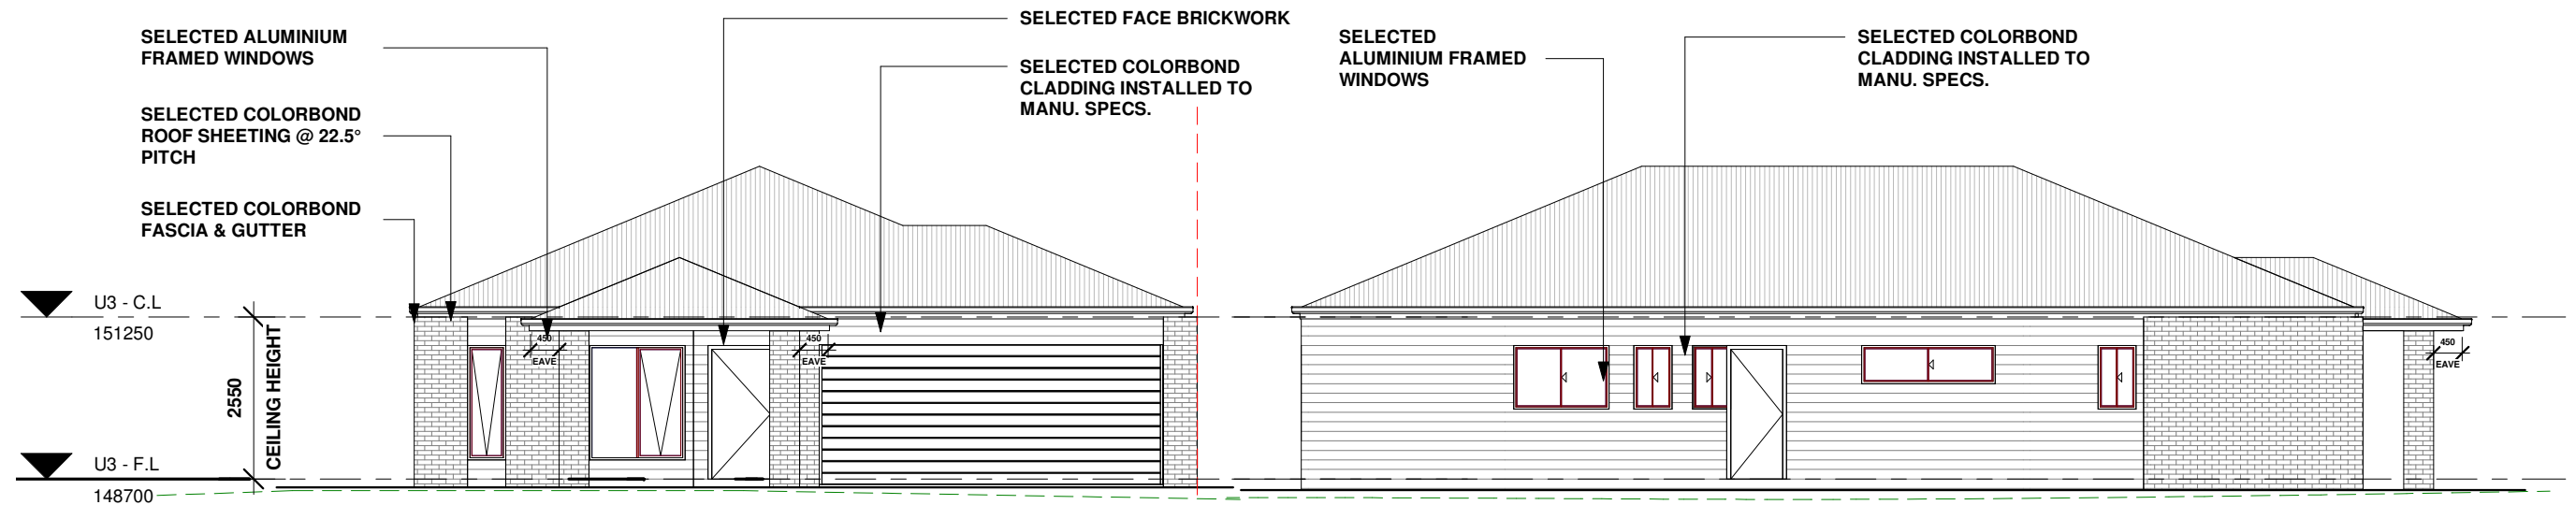 SELECTED ALUMINIUM
FRAMED WINDOWS
SELECTED COLORBOND
ROOF SHEETING @ 22.5°
PITCH
SELECTED COLORBOND
FASCIA & GUTTER
SELECTED FACE BRICKWORK
SELECTED COLORBOND
CLADDING INSTALLED TO
MANU. SPECS.
SELECTED
ALUMINIUM FRAMED
WINDOWS
SELECTED COLORBOND
CLADDING INSTALLED TO
MANU. SPECS.
U3 - C.L
151250
2550
CEILING HEIGHT
U3 - F.L
148700
450
EAVE
450
EAVE
450
EAVE